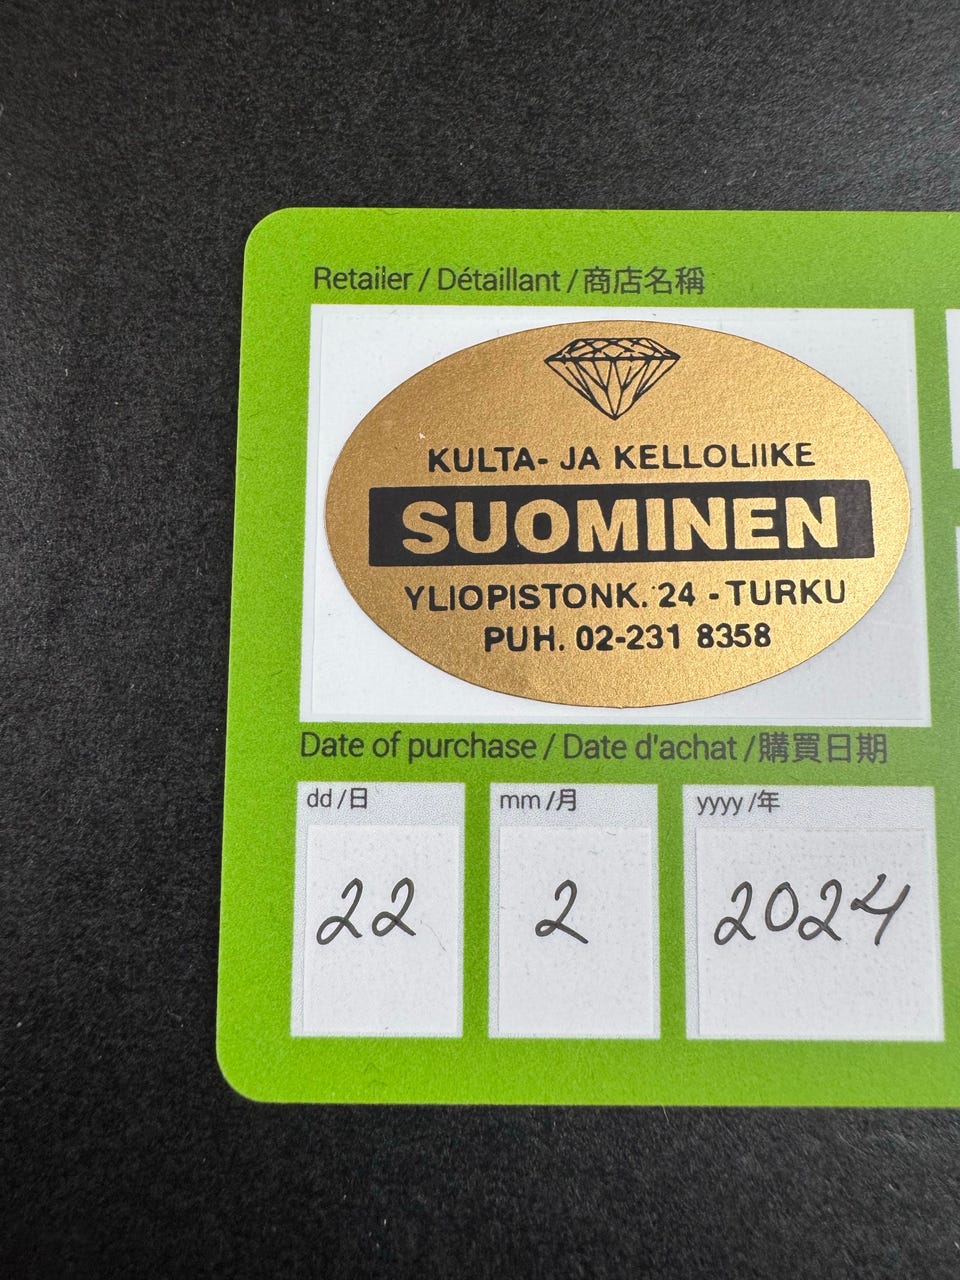 Retailer / Détaillant / 商店名稱
KULTA- JA KELLOLIIKE
SUOMINEN
YLIOPISTONK. 24 - TURKU
PUH. 02-231 8358
Date of purchase / Date d'achat /購買日期
dd /日 mm /月 yyyy /年
22 2 2024